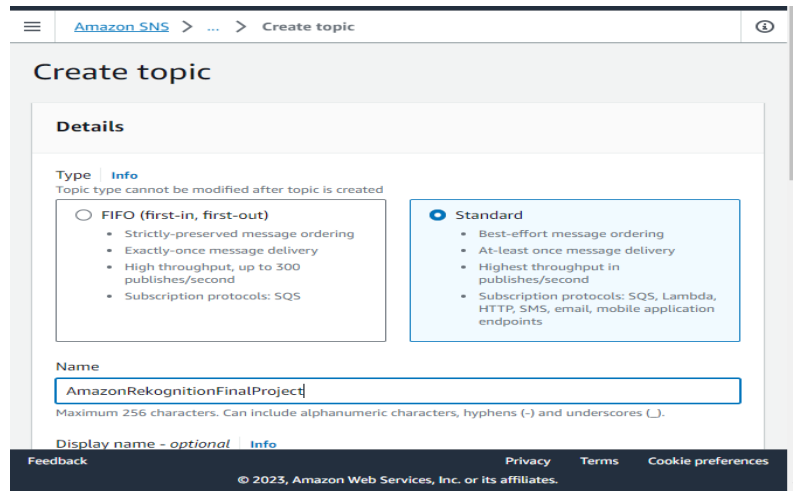 Amazon SNS > ... > Create topic
Create topic
Details
Type Info
Topic type cannot be modified after topic is created
FIFO (first-in, first-out)
• Strictly-preserved message ordering
• Exactly-once message delivery
• High throughput, up to 300
publishes/second
• Subscription protocols: SQS
Standard
• Best-effort message ordering
• At-least once message delivery
• Highest throughput in
publishes/second
• Subscription protocols: SQS, Lambda,
HTTP, SMS, email, mobile application
endpoints
Name
AmazonRekognitionFinalProject
Maximum 256 characters. Can include alphanumeric characters, hyphens (-) and underscores (_).
Display name - optional Info
Feedback Privacy Terms Cookie preferences
© 2023, Amazon Web Services, Inc. or its affiliates.